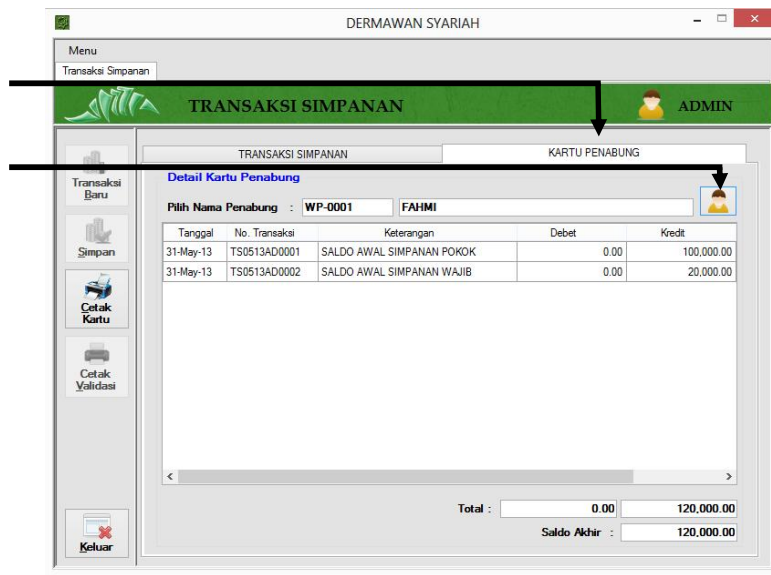 DERMAWAN SYARIAH
Menu
Transaksi Simpanan
TRANSAKSI SIMPANAN
ADMIN
Transaksi
Baru
Simpan
Cetak
Kartu
Cetak
Validasi
Keluar
TRANSAKSI SIMPANAN KARTU PENABUNG
Detail Kartu Penabung
Pilih Nama Penabung : WP-0001 FAHMI
Tanggal No. Transaksi Keterangan Debet Kredit
31-May-13 TS0513AD0001 SALDO AWAL SIMPANAN POKOK 0.00 100,000.00
31-May-13 TS0513AD0002 SALDO AWAL SIMPANAN WAJIB 0.00 20,000.00
Total : 0.00 120,000.00
Saldo Akhir : 120,000.00